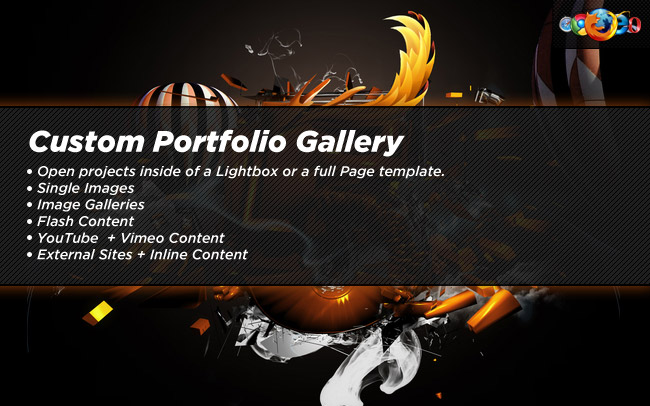 Custom Portfolio Gallery
• Open projects inside of a Lightbox or a full Page template.
• Single Images
• Image Galleries
• Flash Content
• YouTube  + Vimeo Content
• External Sites + Inline Content